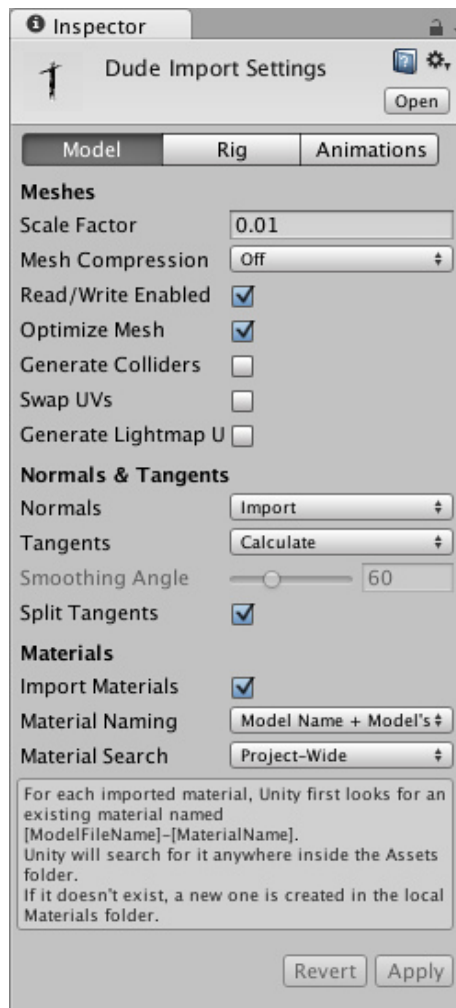 Inspector
Dude Import Settings
Open
Model Rig Animations
Meshes
Scale Factor 0.01
Mesh Compression Off
Read/Write Enabled
Optimize Mesh
Generate Colliders
Swap UVs
Generate Lightmap U
Normals & Tangents
Normals Import
Tangents Calculate
Smoothing Angle 60
Split Tangents
Materials
Import Materials
Material Naming Model Name + Model's
Material Search Project-Wide
For each imported material, Unity first looks for an
existing material named
[ModelFileName]-[MaterialName].
Unity will search for it anywhere inside the Assets
folder.
If it doesn't exist, a new one is created in the local
Materials folder.
Revert Apply